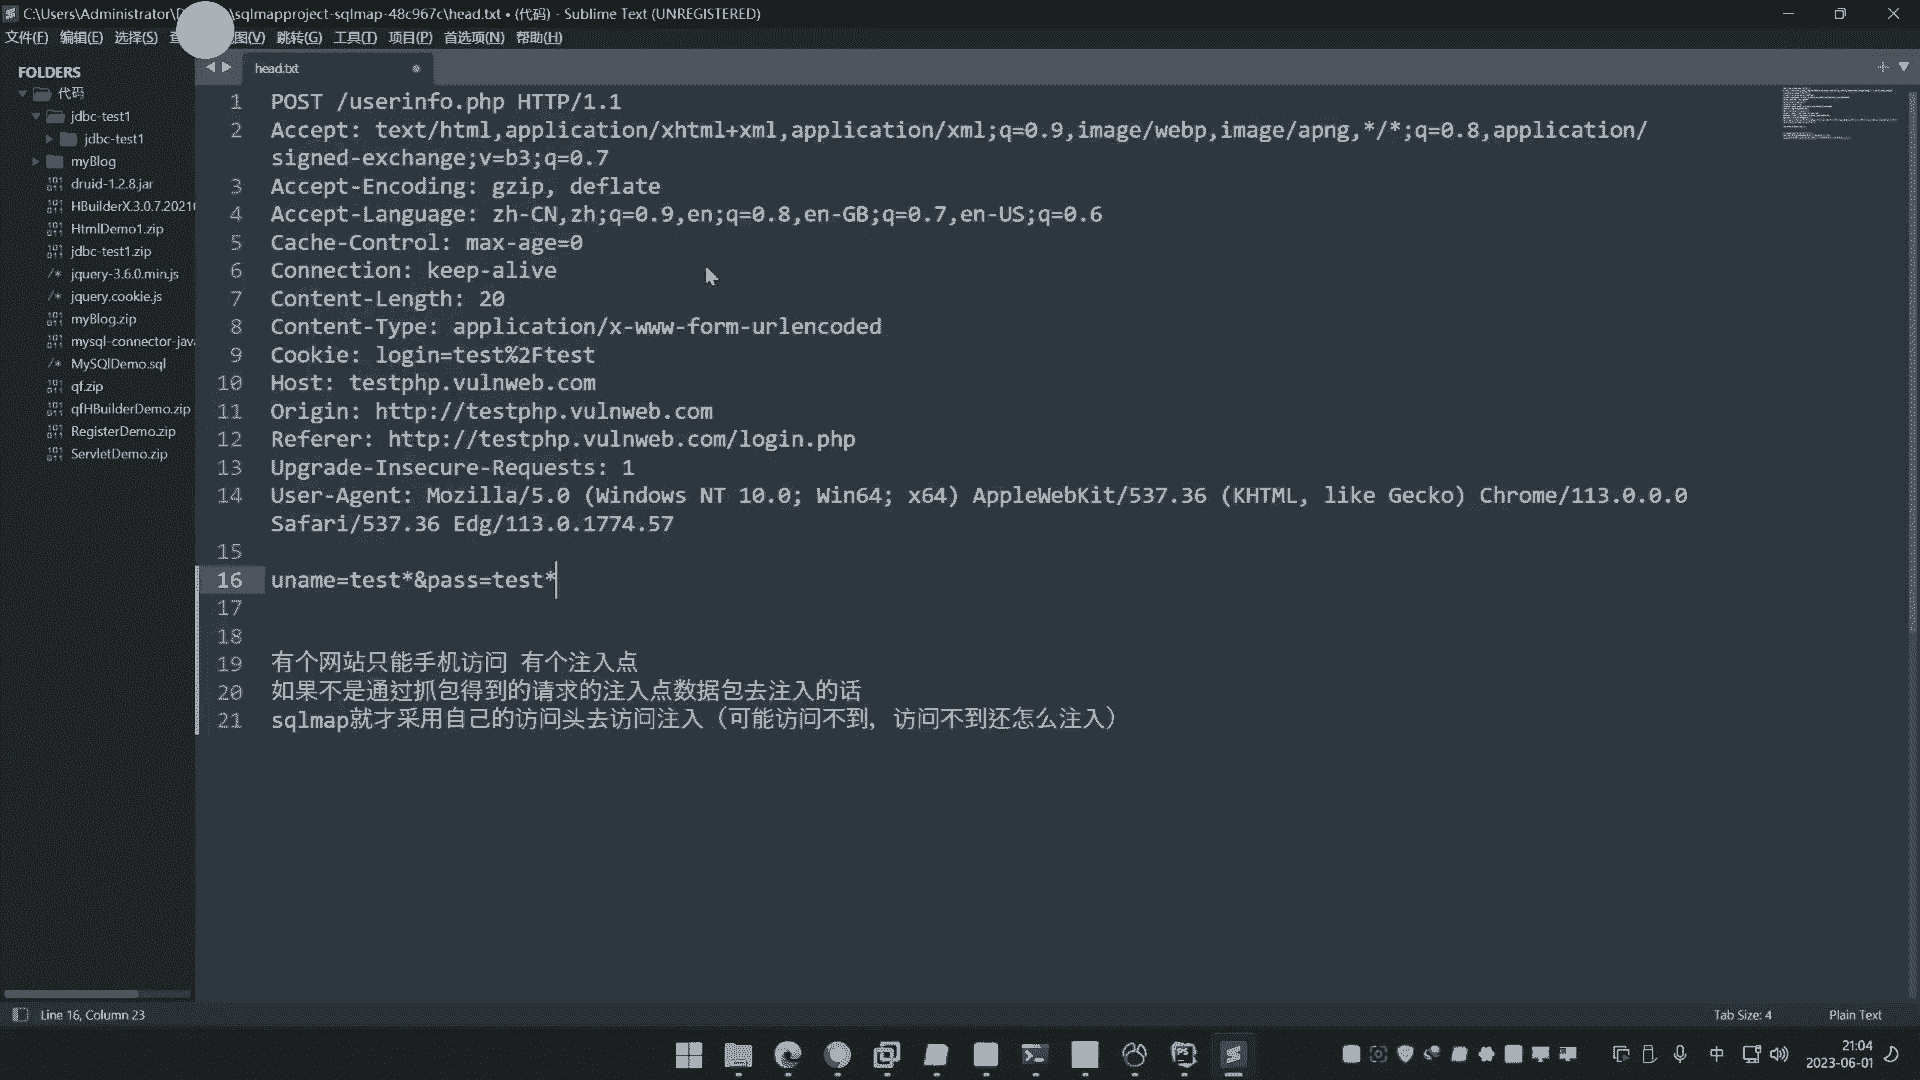 C:\Users\Administrator\D \sqlmapproject-sqlmap-48c967c\head.txt • (代码) - Sublime Text (UNREGISTERED)
文件(F) 编辑(E) 选择(S) 查 图(V) 跳转(G) 工具(T) 项目(P) 首选项(N) 帮助(H)
FOLDERS
代码
jdbc-test1
jdbc-test1
myBlog
druid-1.2.8.jar
HBuilderX.3.0.7.2021
HtmlDemo1.zip
jdbc-test1.zip
jquery-3.6.0.min.js
jquery.cookie.js
myBlog.zip
mysql-connector-jav
MySQlDemo.sql
qf.zip
qfHBuilderDemo.zip
RegisterDemo.zip
ServletDemo.zip
head.txt
1 POST /userinfo.php HTTP/1.1
2 Accept: text/html,application/xhtml+xml,application/xml;q=0.9,image/webp,image/apng,*/*;q=0.8,application/
signed-exchange;v=b3;q=0.7
3 Accept-Encoding: gzip, deflate
4 Accept-Language: zh-CN,zh;q=0.9,en;q=0.8,en-GB;q=0.7,en-US;q=0.6
5 Cache-Control: max-age=0
6 Connection: keep-alive
7 Content-Length: 20
8 Content-Type: application/x-www-form-urlencoded
9 Cookie: login=test%2Ftest
10 Host: testphp.vulnweb.com
11 Origin: http://testphp.vulnweb.com
12 Referer: http://testphp.vulnweb.com/login.php
13 Upgrade-Insecure-Requests: 1
14 User-Agent: Mozilla/5.0 (Windows NT 10.0; Win64; x64) AppleWebKit/537.36 (KHTML, like Gecko) Chrome/113.0.0.0
Safari/537.36 Edg/113.0.1774.57
15
16 uname=test*&pass=test*
17
18
19 有个网站只能手机访问 有个注入点
20 如果不是通过抓包得到的请求的注入点数据包去注入的话
21 sqlmap就才采用自己的访问头去访问注入（可能访问不到，访问不到还怎么注入）
Line 16, Column 23
Tab Size: 4
Plain Text
中
21:04
2023-06-01